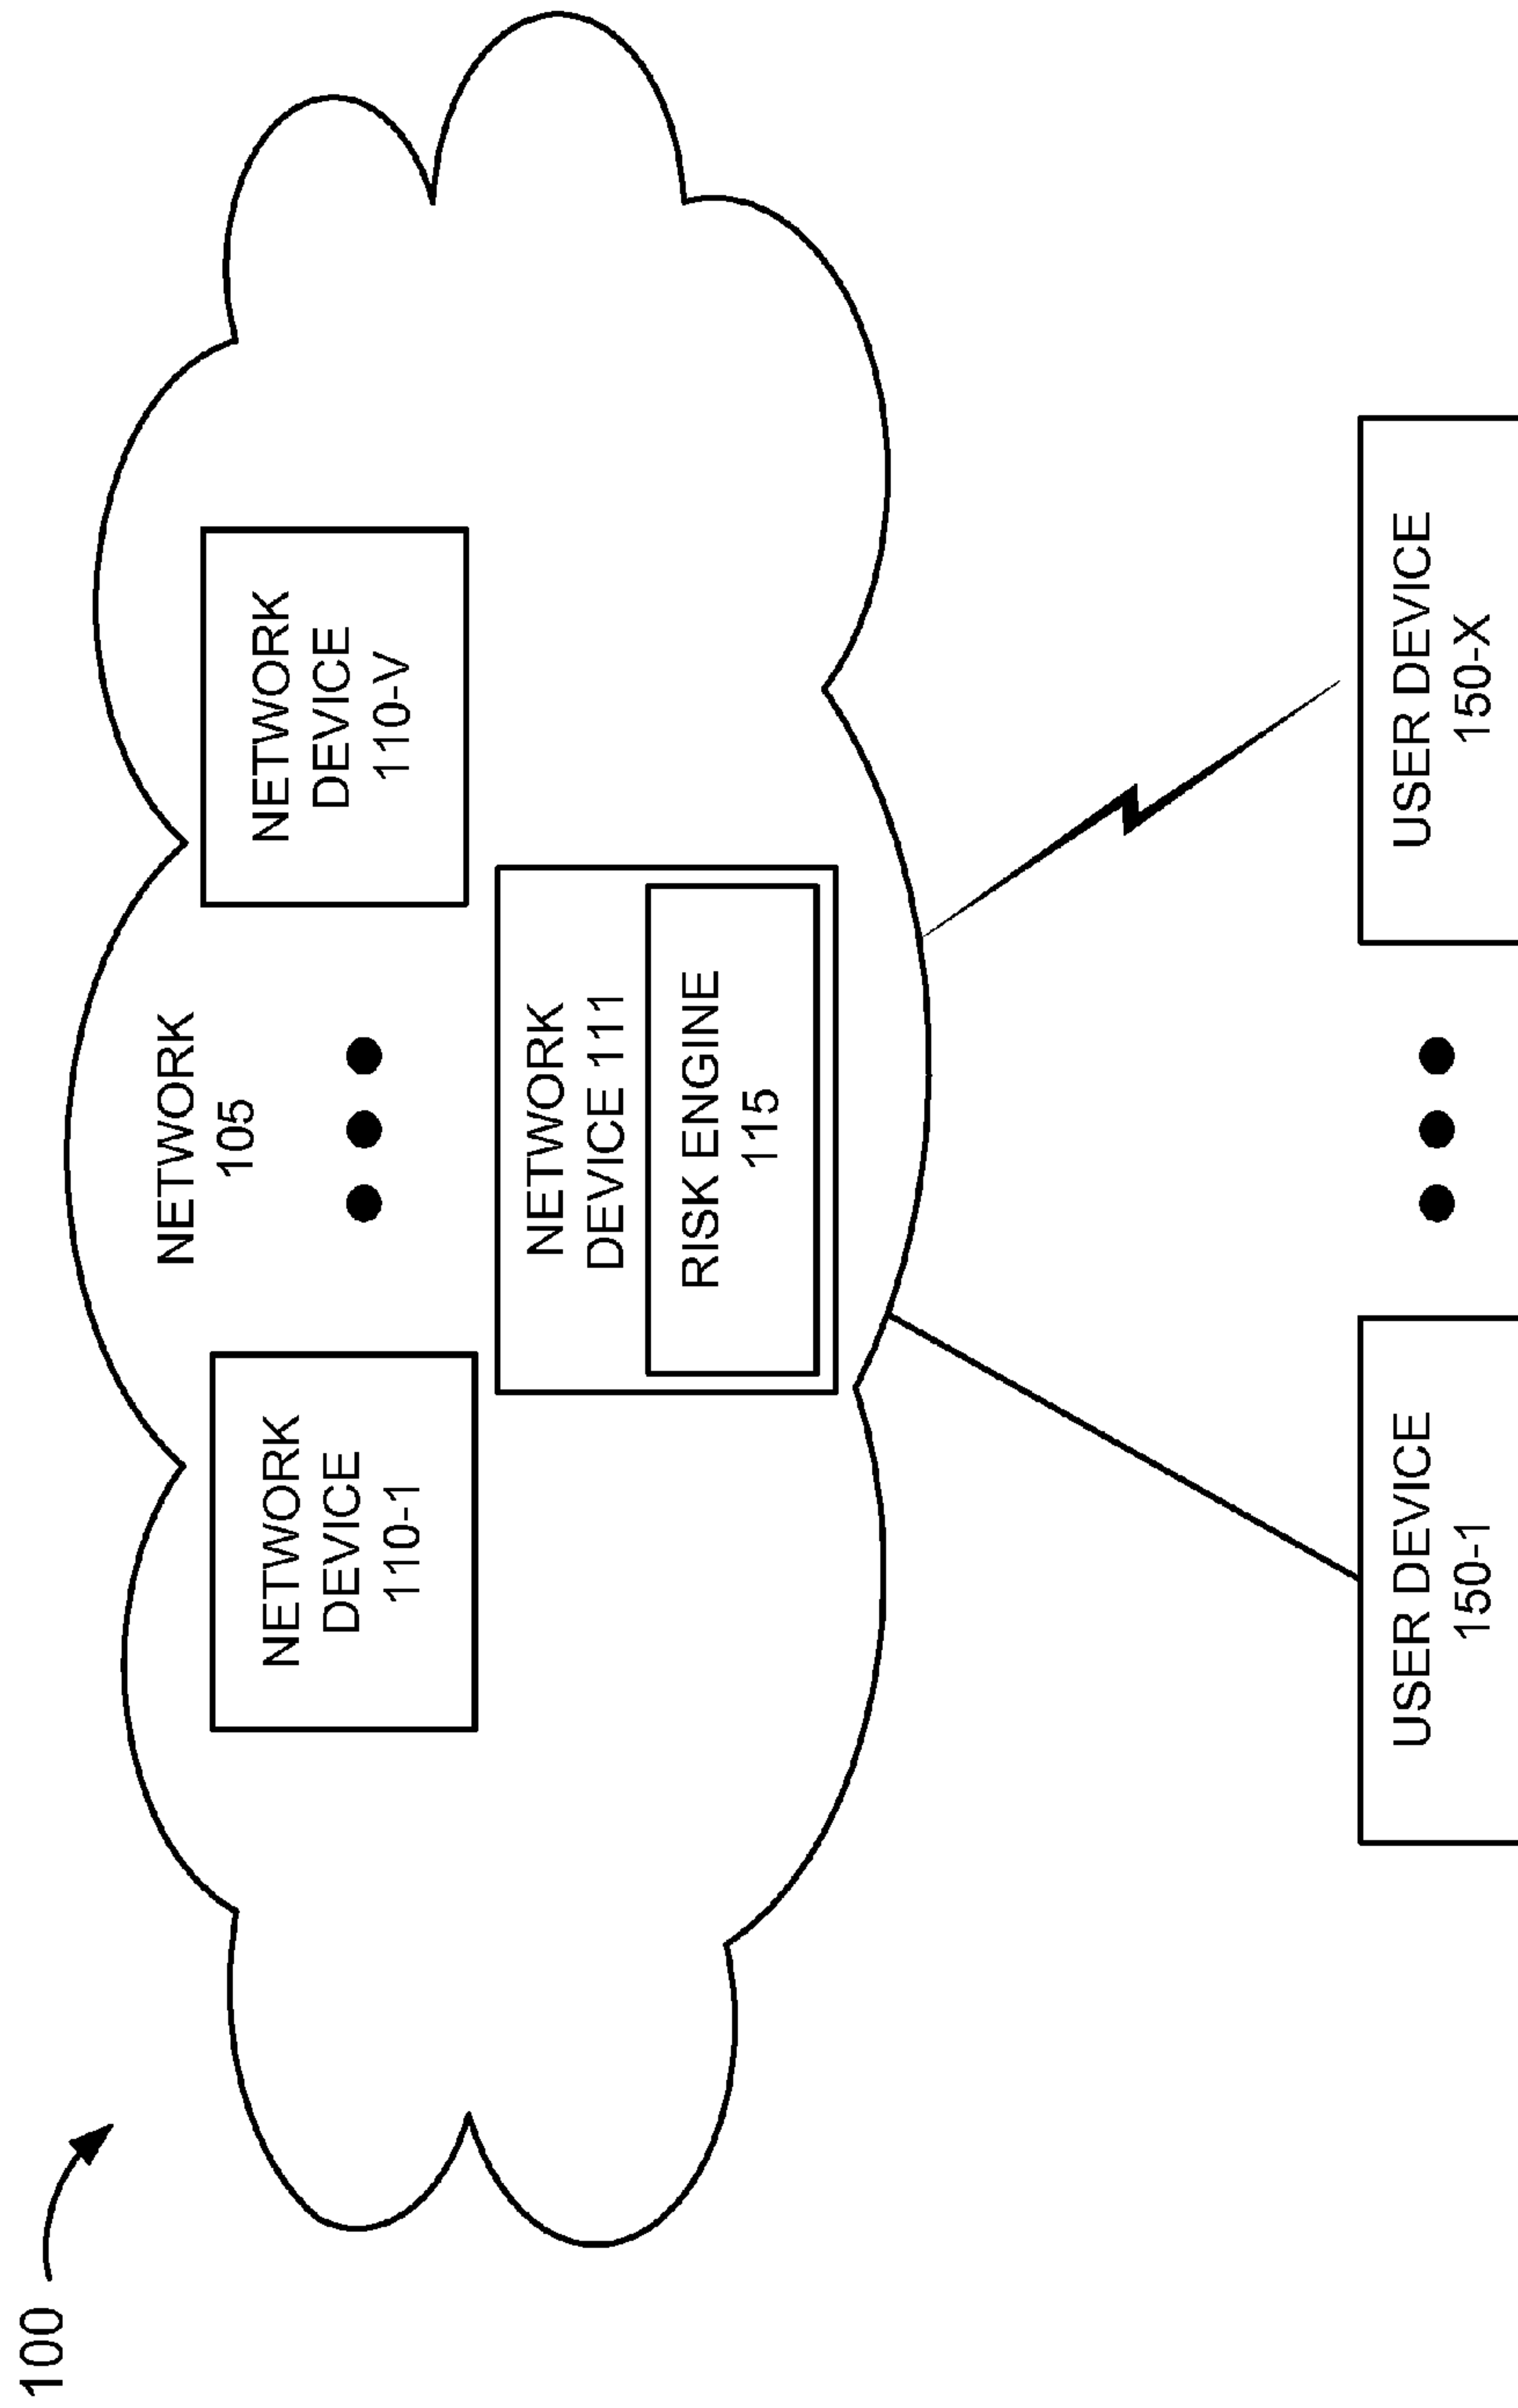 100
NETWORK
105
NETWORK
DEVICE
110-1
NETWORK
DEVICE
110-V
NETWORK
DEVICE 111
RISK ENGINE
115
USER DEVICE
150-1
USER DEVICE
150-X